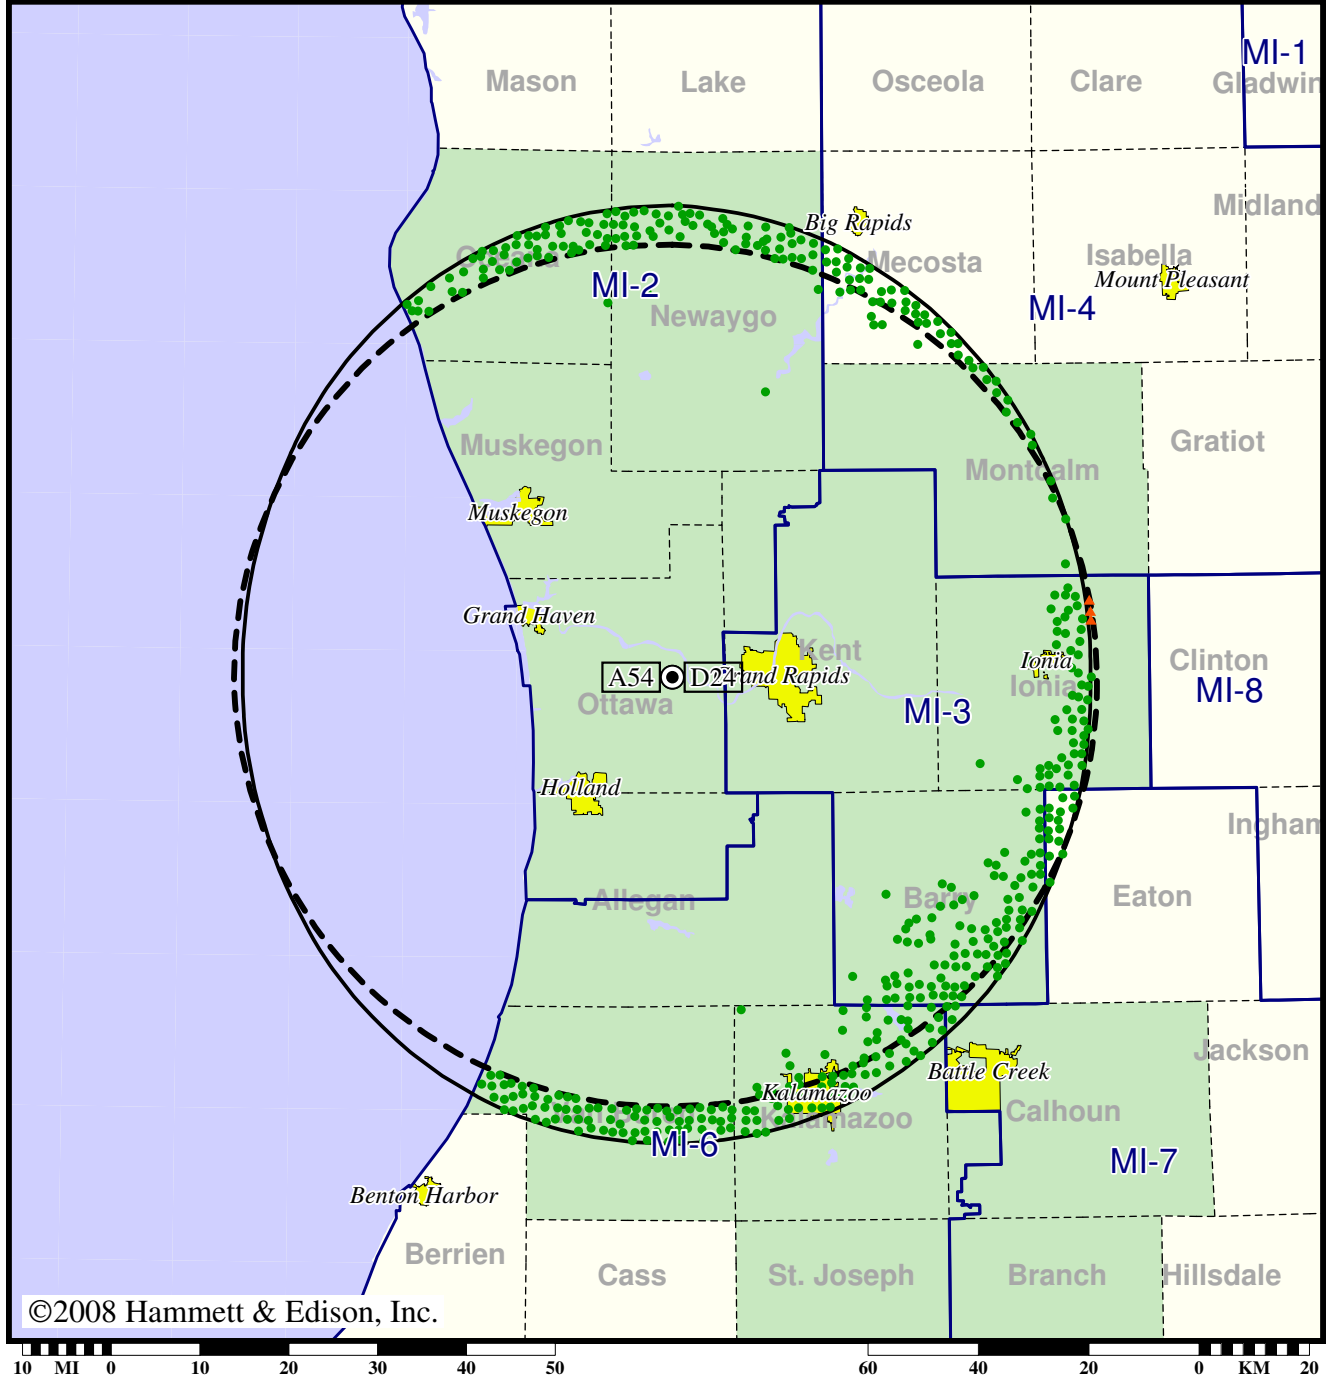 MI-1
Mason
Lake
Osceola
Clare
Gladwin
Midland
Big Rapids
Oceana
Mecosta
Isabella
Mount Pleasant
MI-2
MI-4
Newaygo
Muskegon
Montcalm
Gratiot
Muskegon
Grand Haven
Kent
Ionia
Clinton
A54
D24
Grand Rapids
Ionia
MI-8
Ottawa
MI-3
Holland
Ingham
Allegan
Barry
Eaton
Jackson
Battle Creek
Kalamazoo
Kalamazoo
Calhoun
MI-6
MI-7
Benton Harbor
Berrien
Cass
St. Joseph
Branch
Hillsdale
©2008 Hammett & Edison, Inc.
10 MI 0 10 20 30 40 50
60 40 20 0 KM 20